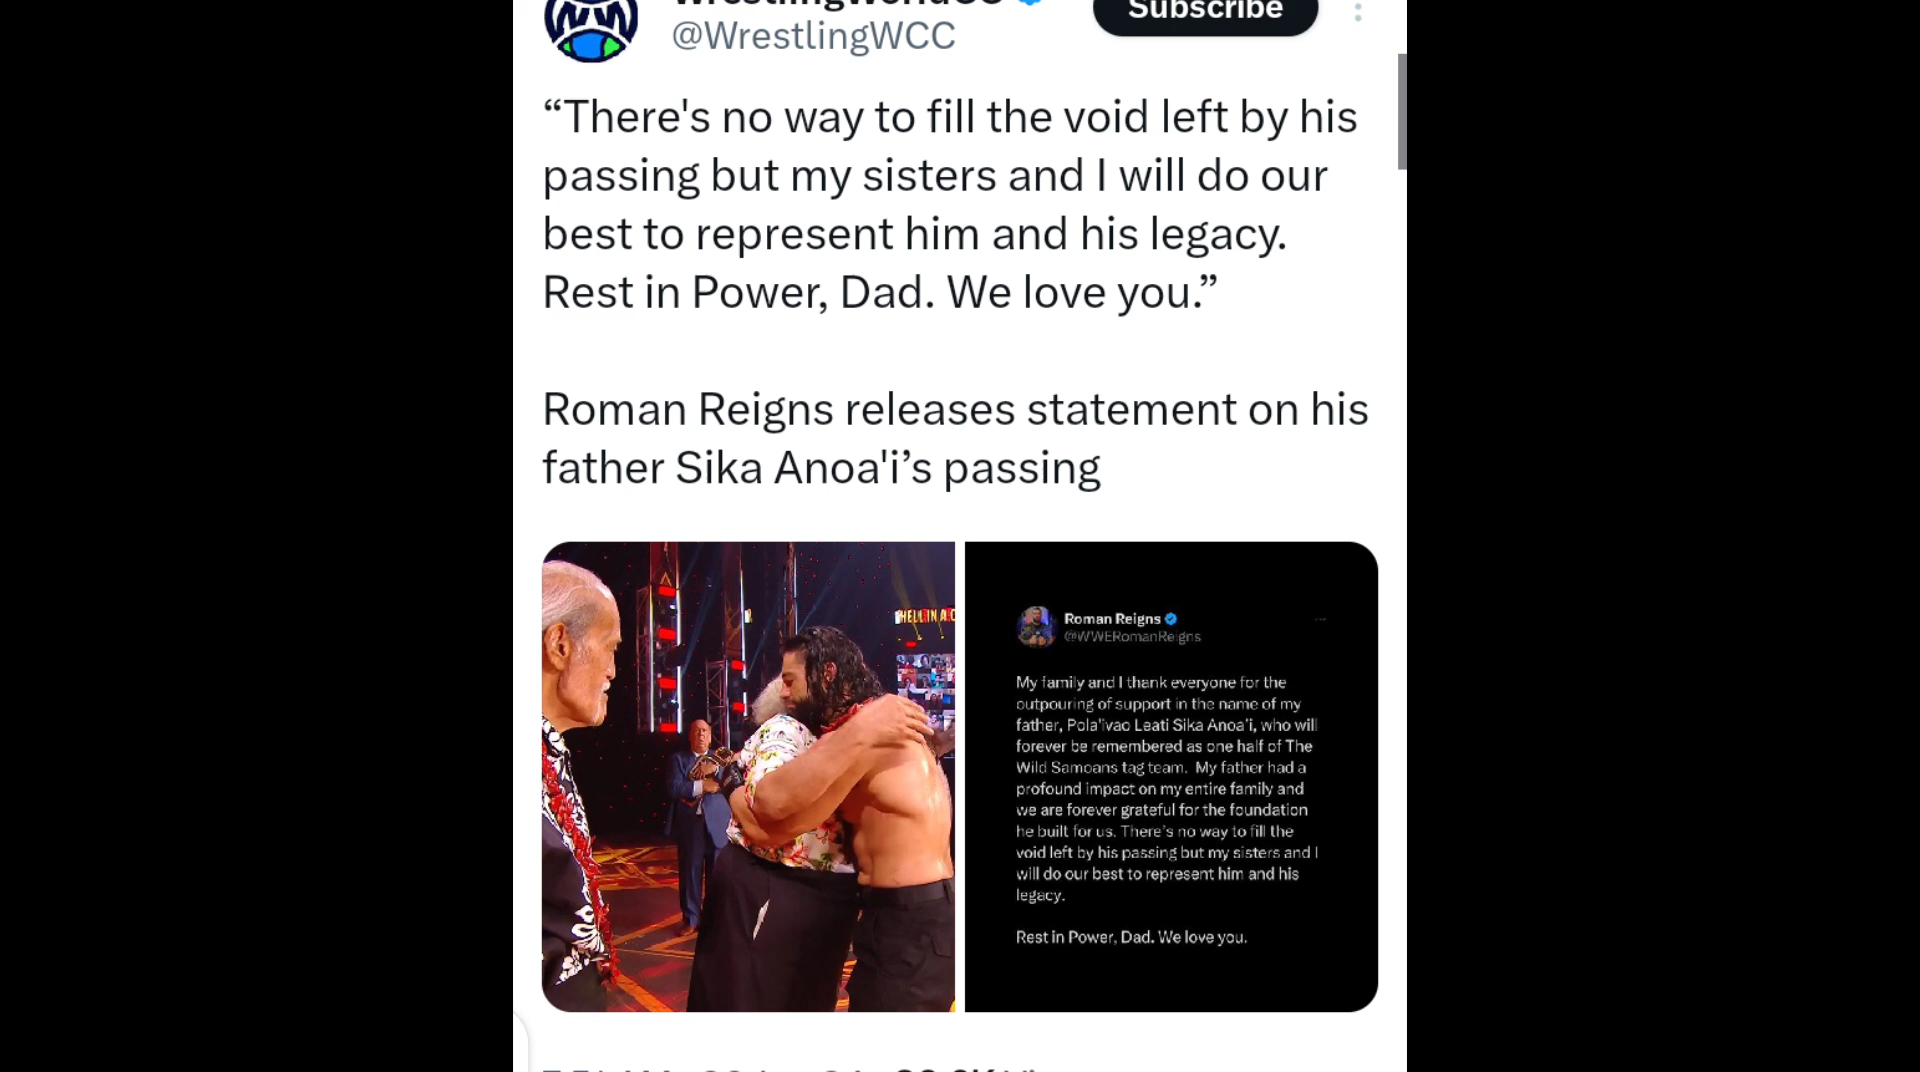 @WrestlingWCC
Subscribe
“There's no way to fill the void left by his
passing but my sisters and I will do our
best to represent him and his legacy.
Rest in Power, Dad. We love you.”
Roman Reigns releases statement on his
father Sika Anoa'i’s passing
HELL IN A C
Roman Reigns
@WWERomanReigns
My family and I thank everyone for the
outpouring of support in the name of my
father, Pola'ivao Leati Sika Anoa'i, who will
forever be remembered as one half of The
Wild Samoans tag team. My father had a
profound impact on my entire family and
we are forever grateful for the foundation
he built for us. There's no way to fill the
void left by his passing but my sisters and I
will do our best to represent him and his
legacy.
Rest in Power, Dad. We love you.